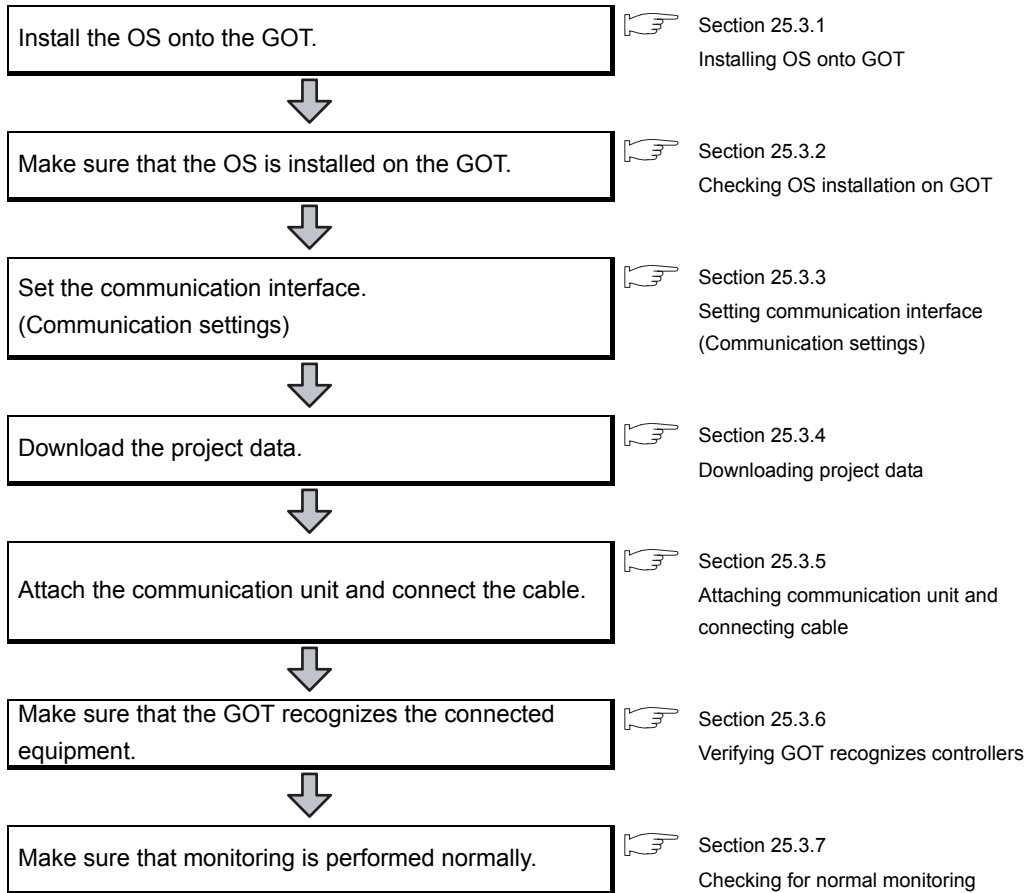 Install the OS onto the GOT.
Section 25.3.1
Installing OS onto GOT
Make sure that the OS is installed on the GOT.
Section 25.3.2
Checking OS installation on GOT
Set the communication interface.
(Communication settings)
Section 25.3.3
Setting communication interface
(Communication settings)
Download the project data.
Section 25.3.4
Downloading project data
Attach the communication unit and connect the cable.
Section 25.3.5
Attaching communication unit and
connecting cable
Make sure that the GOT recognizes the connected
equipment.
Section 25.3.6
Verifying GOT recognizes controllers
Make sure that monitoring is performed normally.
Section 25.3.7
Checking for normal monitoring